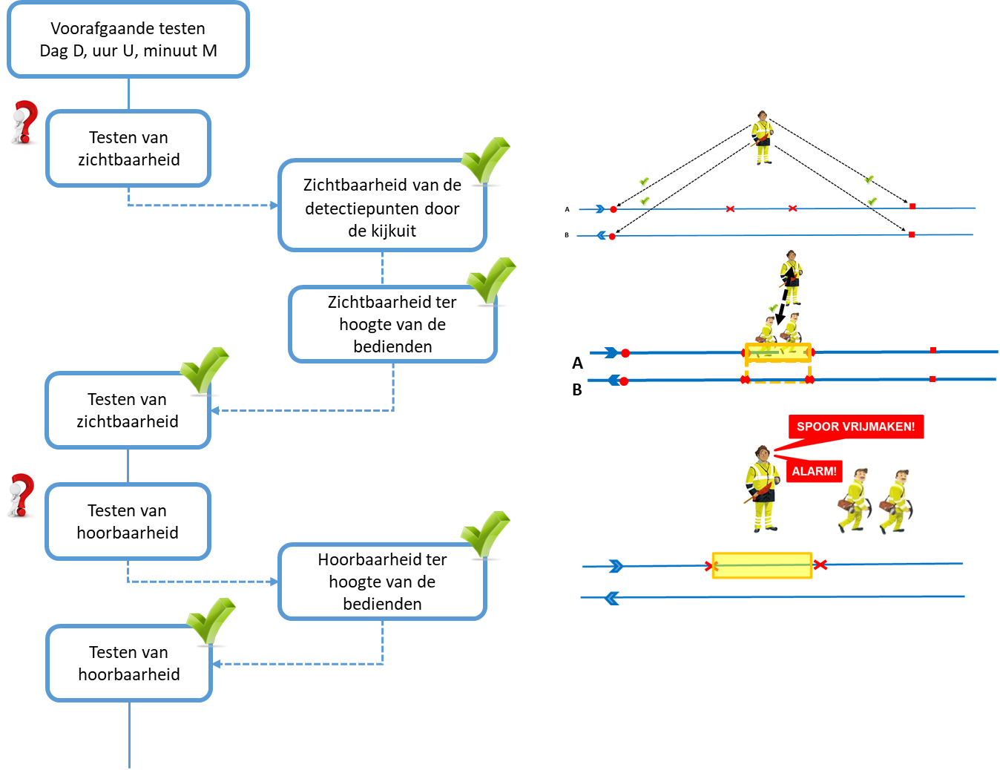 Voorafgaande testen
Dag D, uur U, minuut M
Testen van
zichtbaarheid
Zichtbaarheid van de
detectiepunten door
de kijkuit
Zichtbaarheid ter
hoogte van de
bedienden
Testen van
zichtbaarheid
Testen van
hoorbaarheid
Hoorbaarheid ter
hoogte van de
bedienden
Testen van
hoorbaarheid
A
B
A
B
SPOOR VRIJMAKEN!
ALARM!